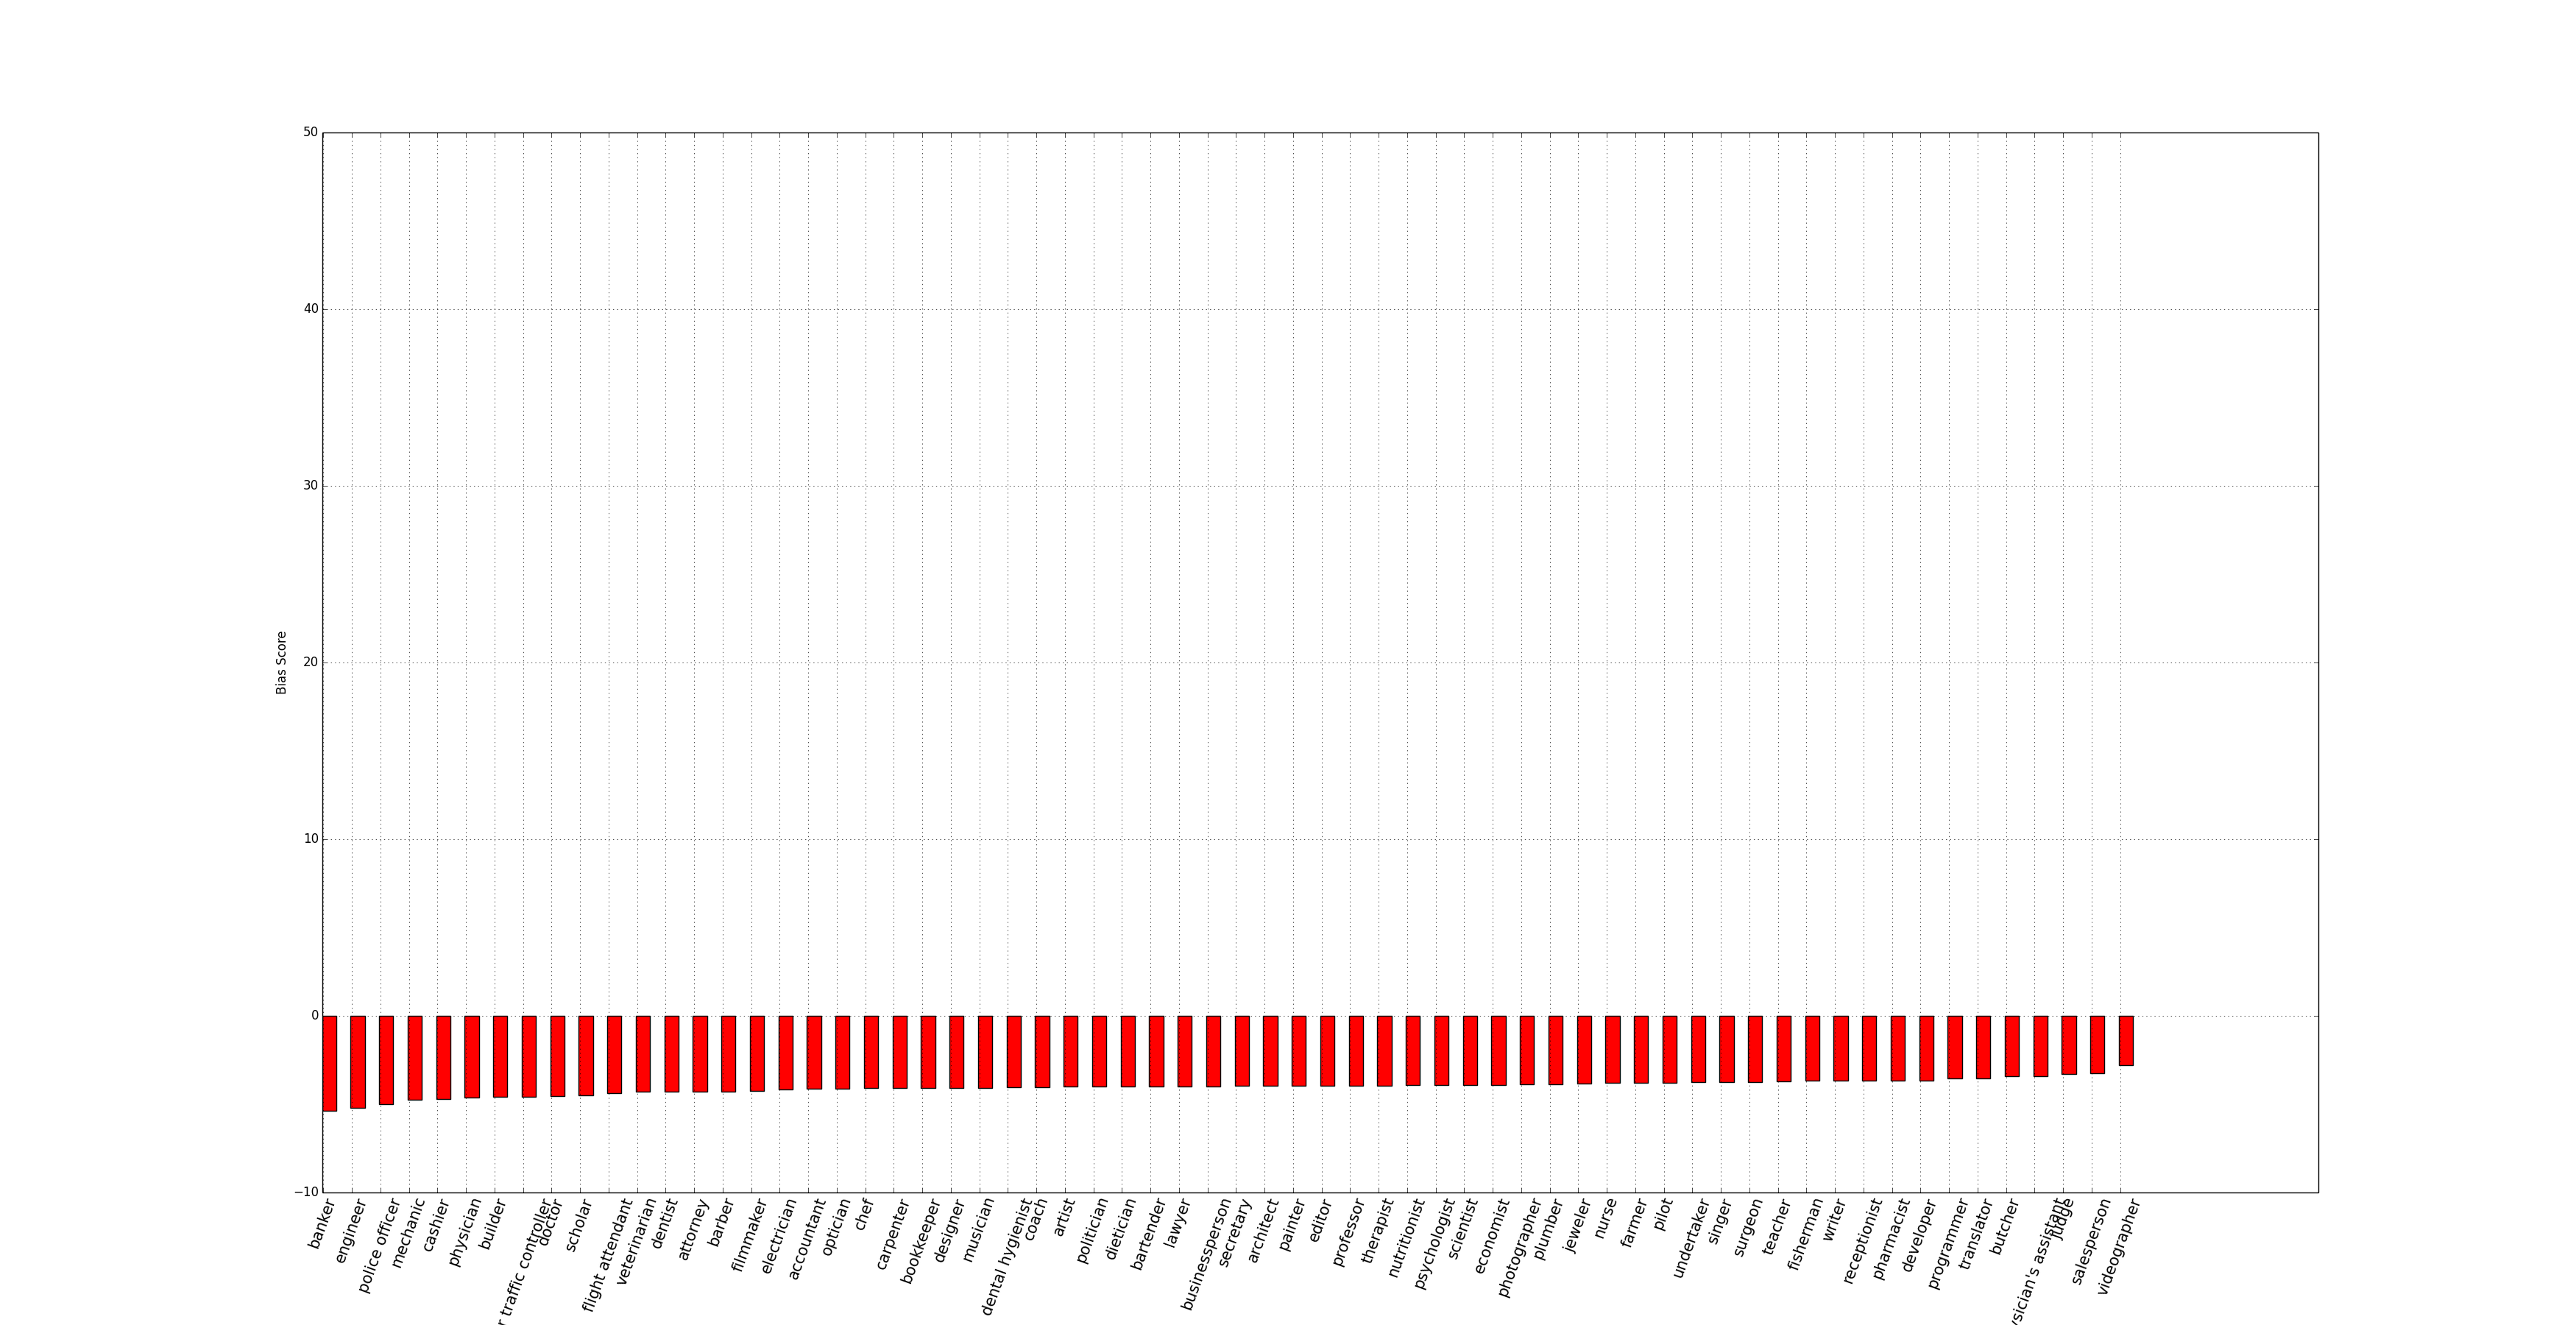 50
40
30
20
10
0
−10
Bias Score
banker
engineer
police officer
mechanic
cashier
physician
builder
traffic controller
doctor
scholar
flight attendant
veterinarian
dentist
attorney
barber
filmmaker
electrician
accountant
optician
chef
carpenter
bookkeeper
designer
musician
dental hygienist
coach
artist
politician
dietician
bartender
lawyer
businessperson
secretary
architect
painter
editor
professor
therapist
nutritionist
psychologist
scientist
economist
photographer
plumber
jeweler
nurse
farmer
pilot
undertaker
singer
surgeon
teacher
fisherman
writer
receptionist
pharmacist
developer
programmer
translator
butcher
assistant
judge
salesperson
videographer